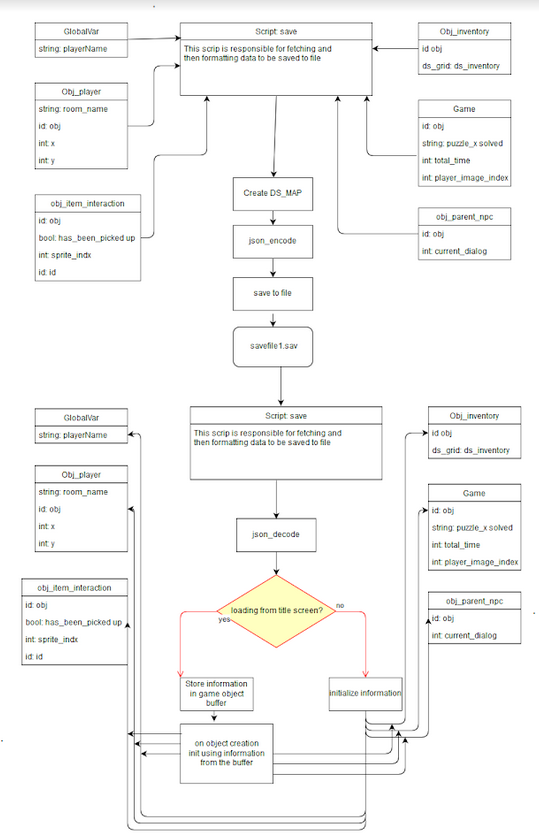 GlobalVar
string: playerName
Script: save
This scrip is responsible for fetching and
then formatting data to be saved to file
Obj_inventory
id obj
ds_grid: ds_inventory
Obj_player
string: room_name
id: obj
int: x
int: y
Game
id: obj
string: puzzle_x solved
int: total_time
int: player_image_index
obj_item_interaction
id: obj
bool: has_been_picked up
int: sprite_indx
id: id
obj_parent_npc
id: obj
int: current_dialog
Create DS_MAP
json_encode
save to file
savefile1.sav
GlobalVar
string: playerName
Script: save
This scrip is responsible for fetching and
then formatting data to be saved to file
Obj_inventory
id obj
ds_grid: ds_inventory
Obj_player
string: room_name
id: obj
int: x
int: y
Game
id: obj
string: puzzle_x solved
int: total_time
int: player_image_index
json_decode
obj_item_interaction
id: obj
bool: has_been_picked up
int: sprite_indx
id: id
loading from title screen?
yes
no
obj_parent_npc
id: obj
int: current_dialog
Store information
in game object
buffer
initialize information
on object creation
init using information
from the buffer